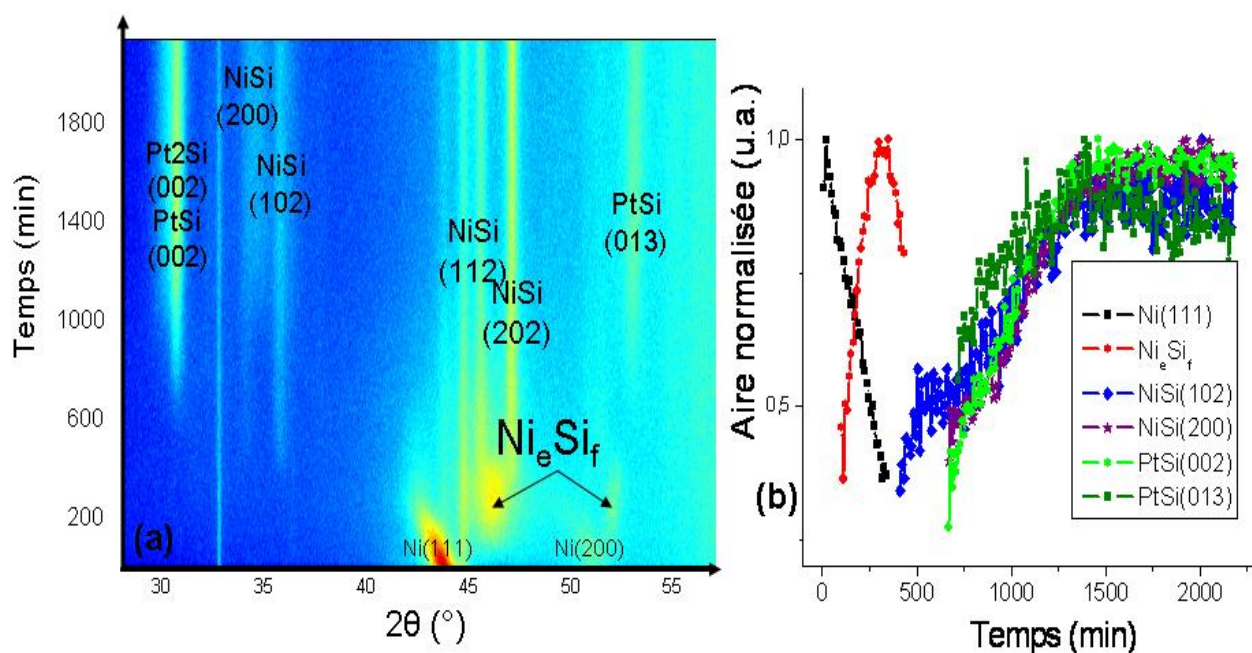 Temps (min)
1800
1400
1000
600
200
NiSi
(200)
Pt2Si
(002)
PtSi
(002)
NiSi
(102)
NiSi
(112)
NiSi
(202)
PtSi
(013)
NieSif
(a)
Ni(111)
Ni(200)
30
35
40
45
50
55
2θ (°)
Aire normalisée (u.a.)
1,0
0,5
(b)
Ni(111)
NieSif
NiSi(102)
NiSi(200)
PtSi(002)
PtSi(013)
0
500
1000
1500
2000
Temps (min)